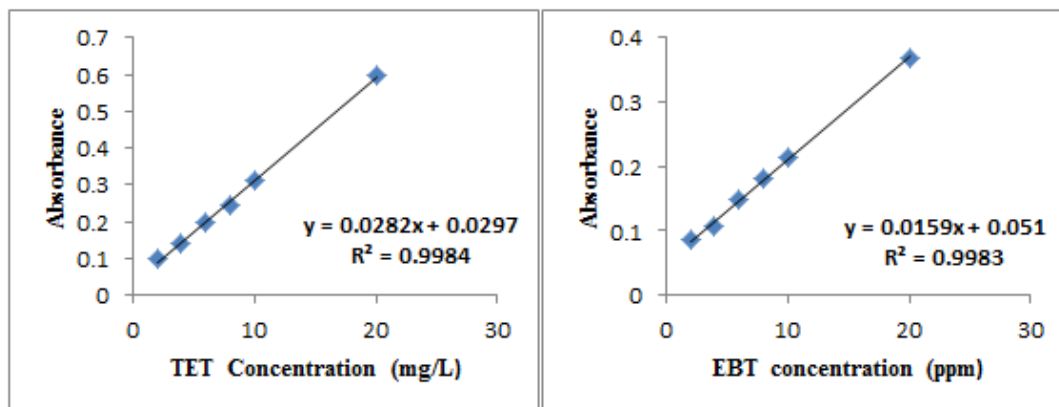 0.7
0.6
0.5
0.4
0.3
0.2
0.1
0
Absorbance
y = 0.0282x + 0.0297
R² = 0.9984
0 10 20 30
TET Concentration (mg/L)
0.4
0.3
0.2
0.1
0
Absorbance
y = 0.0159x + 0.051
R² = 0.9983
0 10 20 30
EBT concentration (ppm)